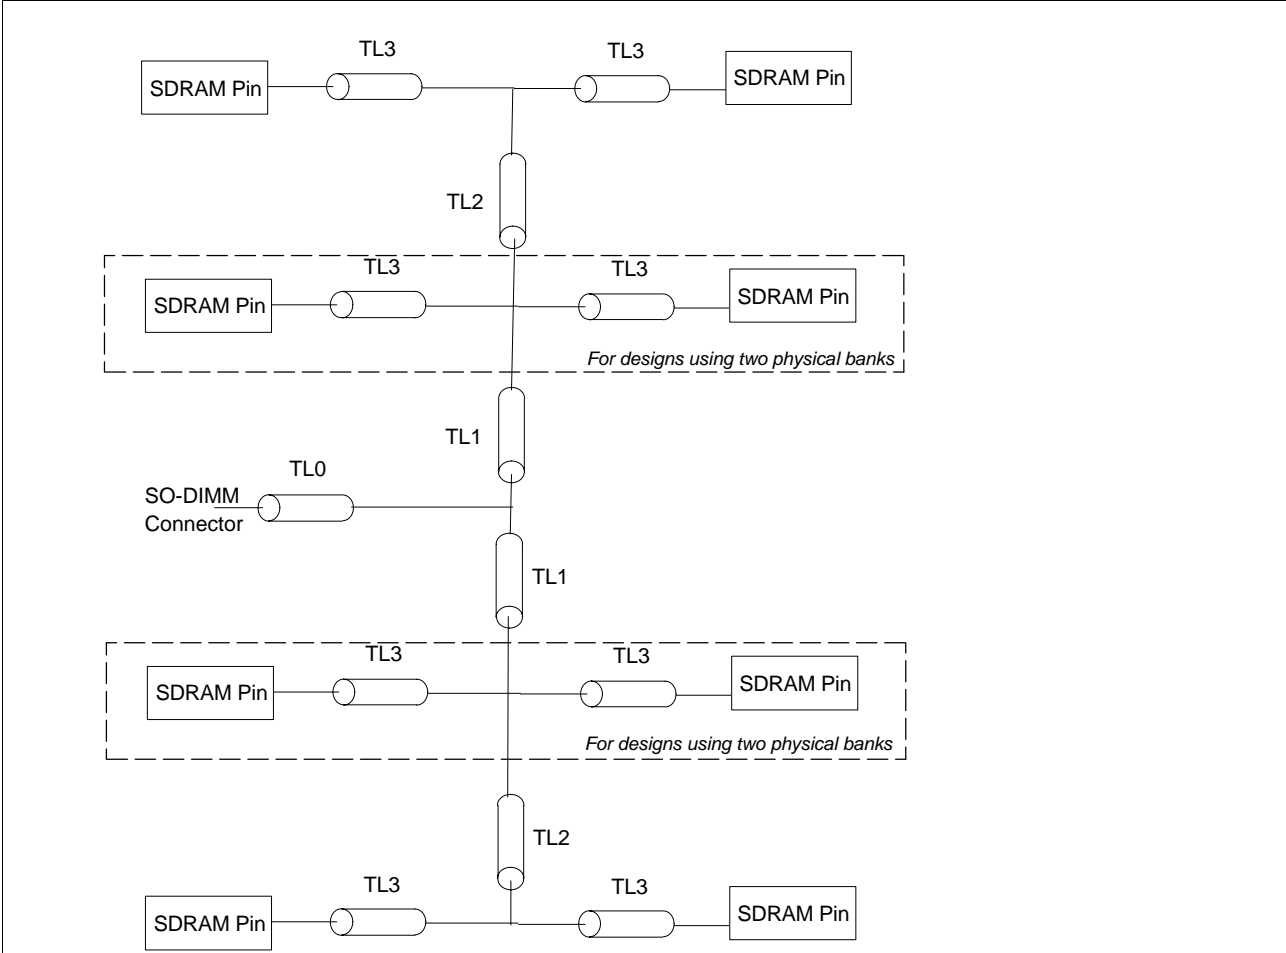 TL3
TL3
SDRAM Pin
SDRAM Pin
TL2
TL3
TL3
SDRAM Pin
SDRAM Pin
For designs using two physical banks
TL1
TL0
SO-DIMM
Connector
TL1
TL3
TL3
SDRAM Pin
SDRAM Pin
For designs using two physical banks
TL2
TL3
TL3
SDRAM Pin
SDRAM Pin